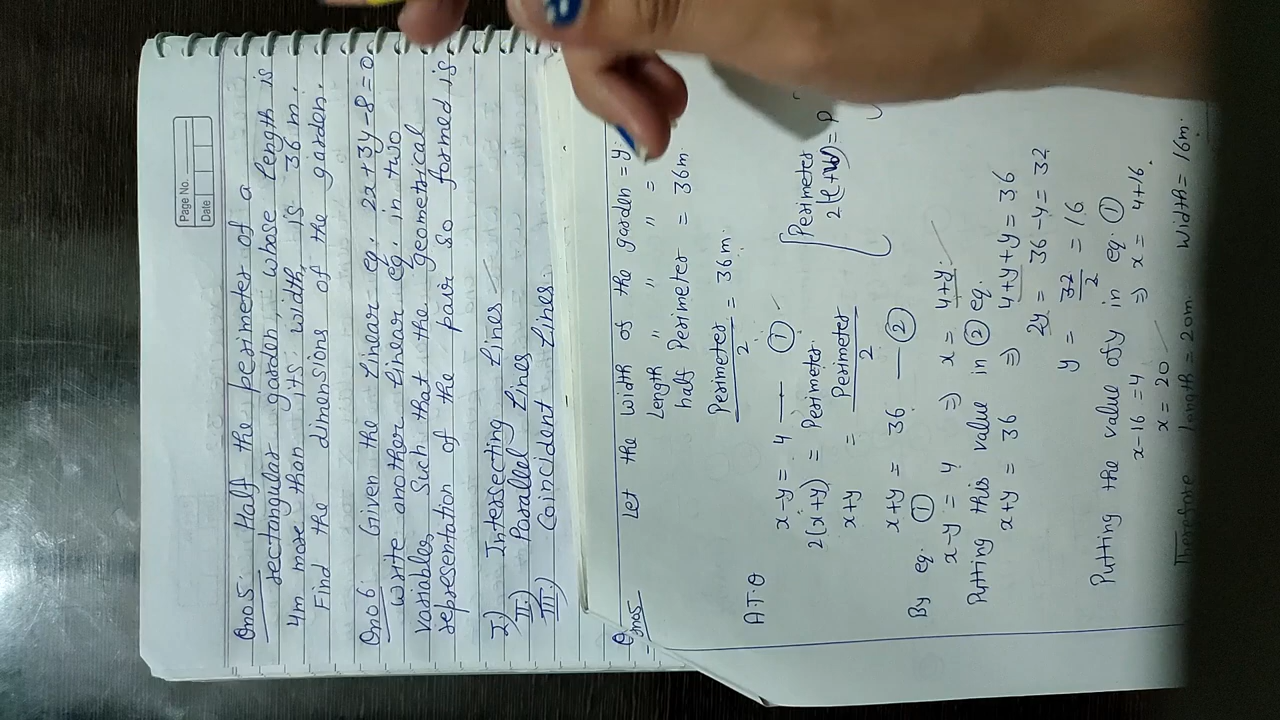 Page No.
Date
Qno5. Half the perimeter of a
rectangular garden, whose length is
4m more than its width, is 36 m.
Find the dimensions of the garden.
Qno6 Given the Linear eq. 2x+3y-8=0
write another Linear eq. in two
variables such that the geometrical
representation of the pair so formed is
I) Intersecting Lines
II) Parallel Lines
III) Coincident Lines.
Qno5 Let the width of the garden = y.
Length " " " =
half Perimeter = 36m.
Perimeter/2 = 36m.
A.T.Q x-y = 4 — ①
2(x+y) = Perimeter.
x+y = Perimeter/2
Perimeter
2(l+b) = P
x+y = 36 — ②
By eq. ①
x-y = 4 => x = 4+y.
Putting this value in ② eq.
x+y = 36 => 4+y+y = 36
2y = 36-4 = 32
y = 32/2 = 16
Putting the value of y in eq. ①
x-16 = 4 => x = 4+16.
x = 20
Therefore Length = 20m Width = 16m.